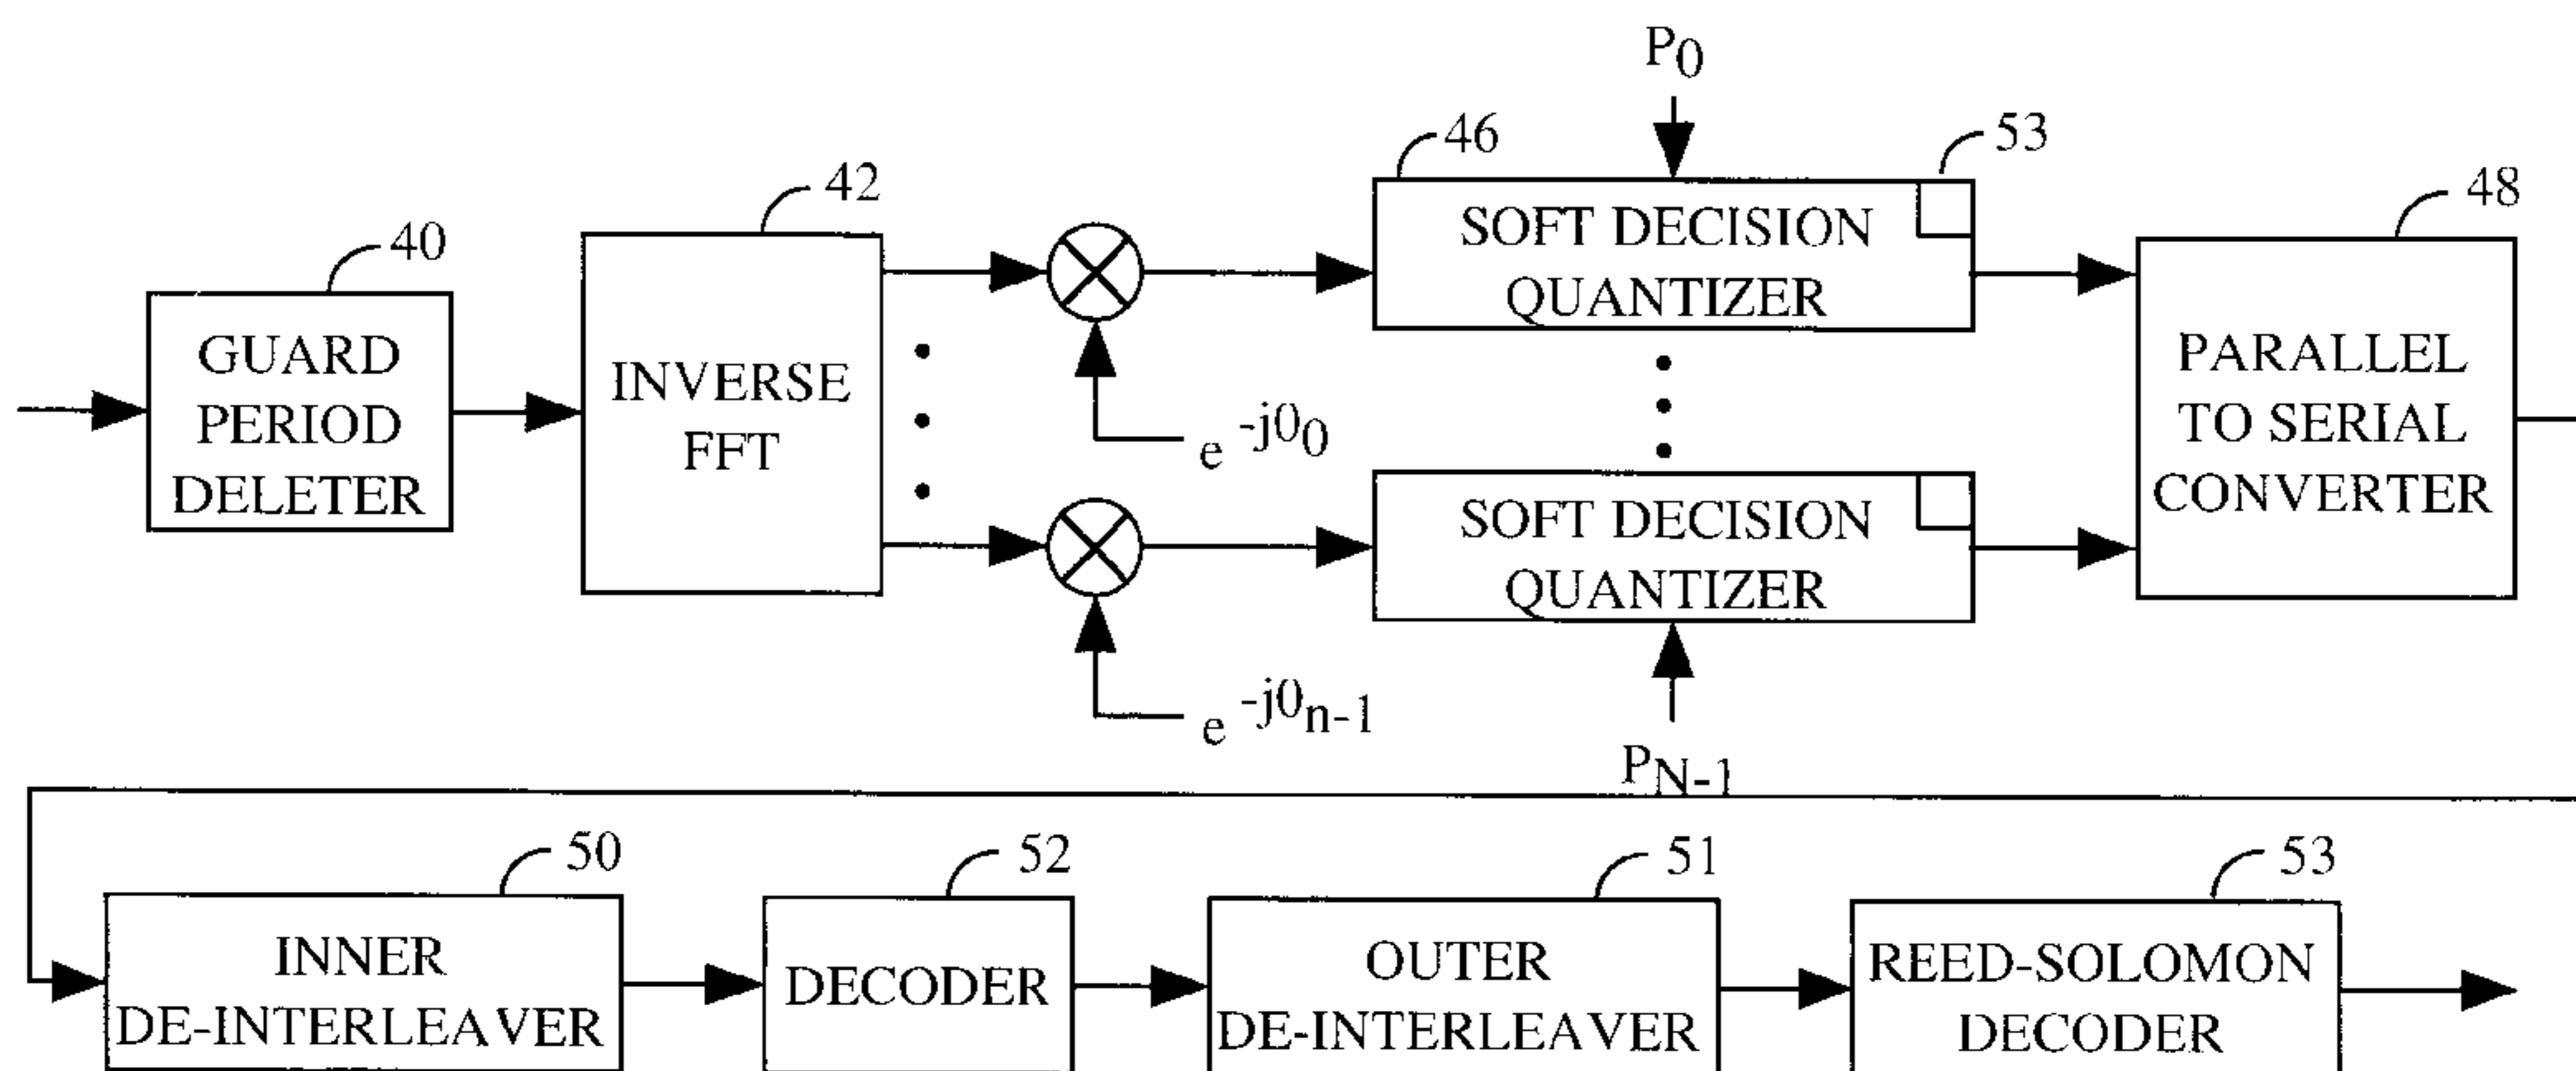 P0
46
53
42
48
40
SOFT DECISION
QUANTIZER
GUARD
PERIOD
DELETER
INVERSE
FFT
PARALLEL
TO SERIAL
CONVERTER
e -j00
SOFT DECISION
QUANTIZER
e -j0n-1
PN-1
50
52
51
53
INNER
DE-INTERLEAVER
DECODER
OUTER
DE-INTERLEAVER
REED-SOLOMON
DECODER